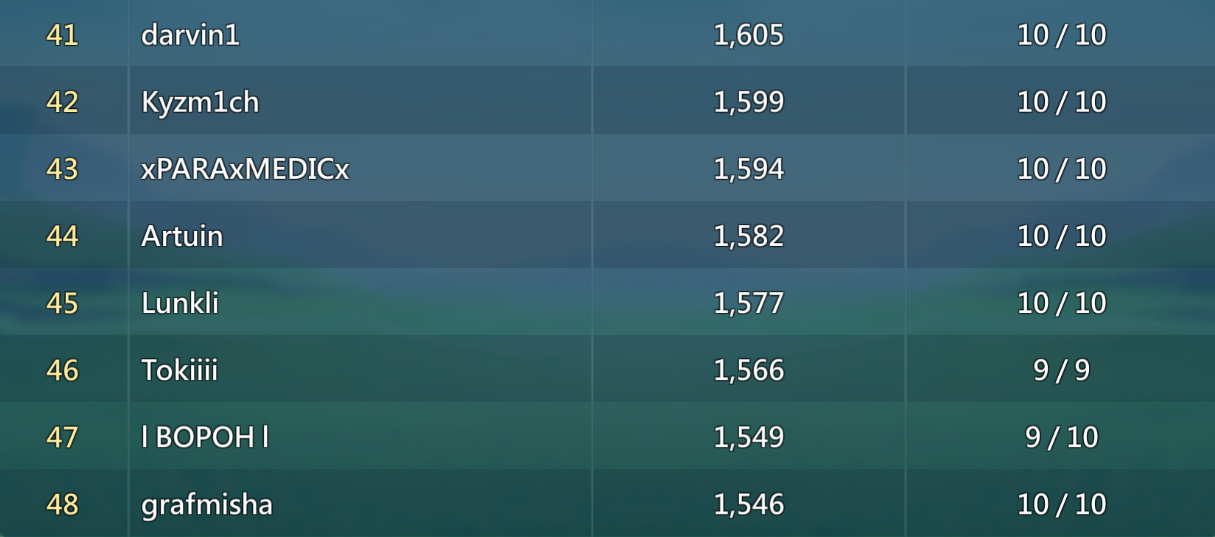 41 darvin1 1,605 10 / 10
42 Kyzm1ch 1,599 10 / 10
43 xPARAxMEDICx 1,594 10 / 10
44 Artuin 1,582 10 / 10
45 Lunkli 1,577 10 / 10
46 Tokiiii 1,566 9 / 9
47 l BOPOH l 1,549 9 / 10
48 grafmisha 1,546 10 / 10